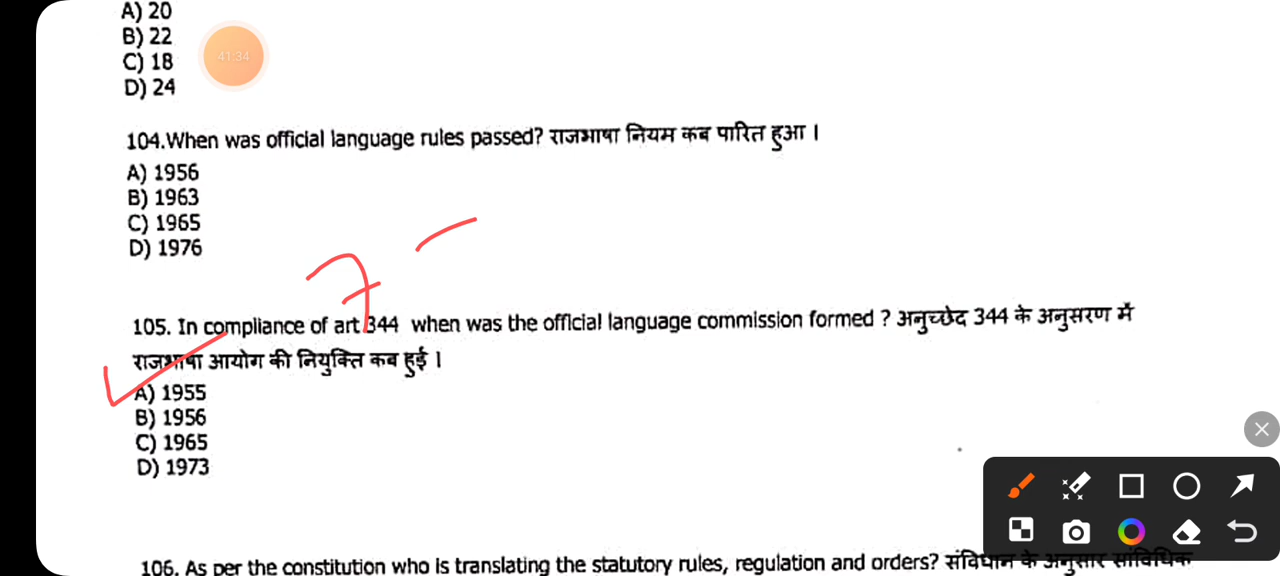 A) 20
B) 22
41:34
C) 18
D) 24
104.When was official language rules passed? राजभाषा नियम कब पारित हुआ ।
A) 1956
B) 1963
C) 1965
D) 1976
105. In compliance of art 344 when was the official language commission formed ? अनुच्छेद 344 के अनुसरण में
राजभाषा आयोग की नियुक्ति कब हुई ।
A) 1955
B) 1956
C) 1965
D) 1973
106. As per the constitution who is translating the statutory rules, regulation and orders? संविधान के अनुसार सांविधिक